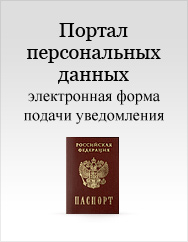 Портал
персональных
данных
электронная форма
подачи уведомления
РОССИЙСКАЯ
ФЕДЕРАЦИЯ
ПАСПОРТ